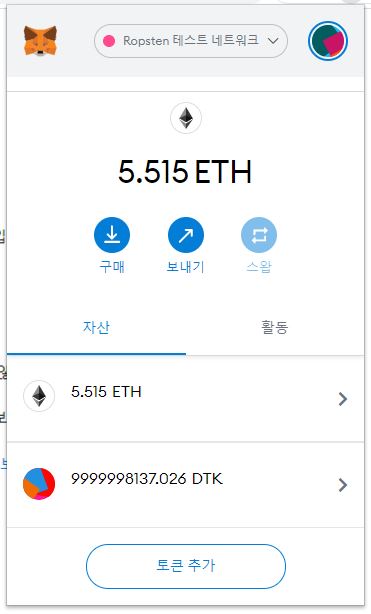 Ropsten 테스트 네트워크
5.515 ETH
구매
보내기
스왑
자산
활동
5.515 ETH
9999998137.026 DTK
토큰 추가